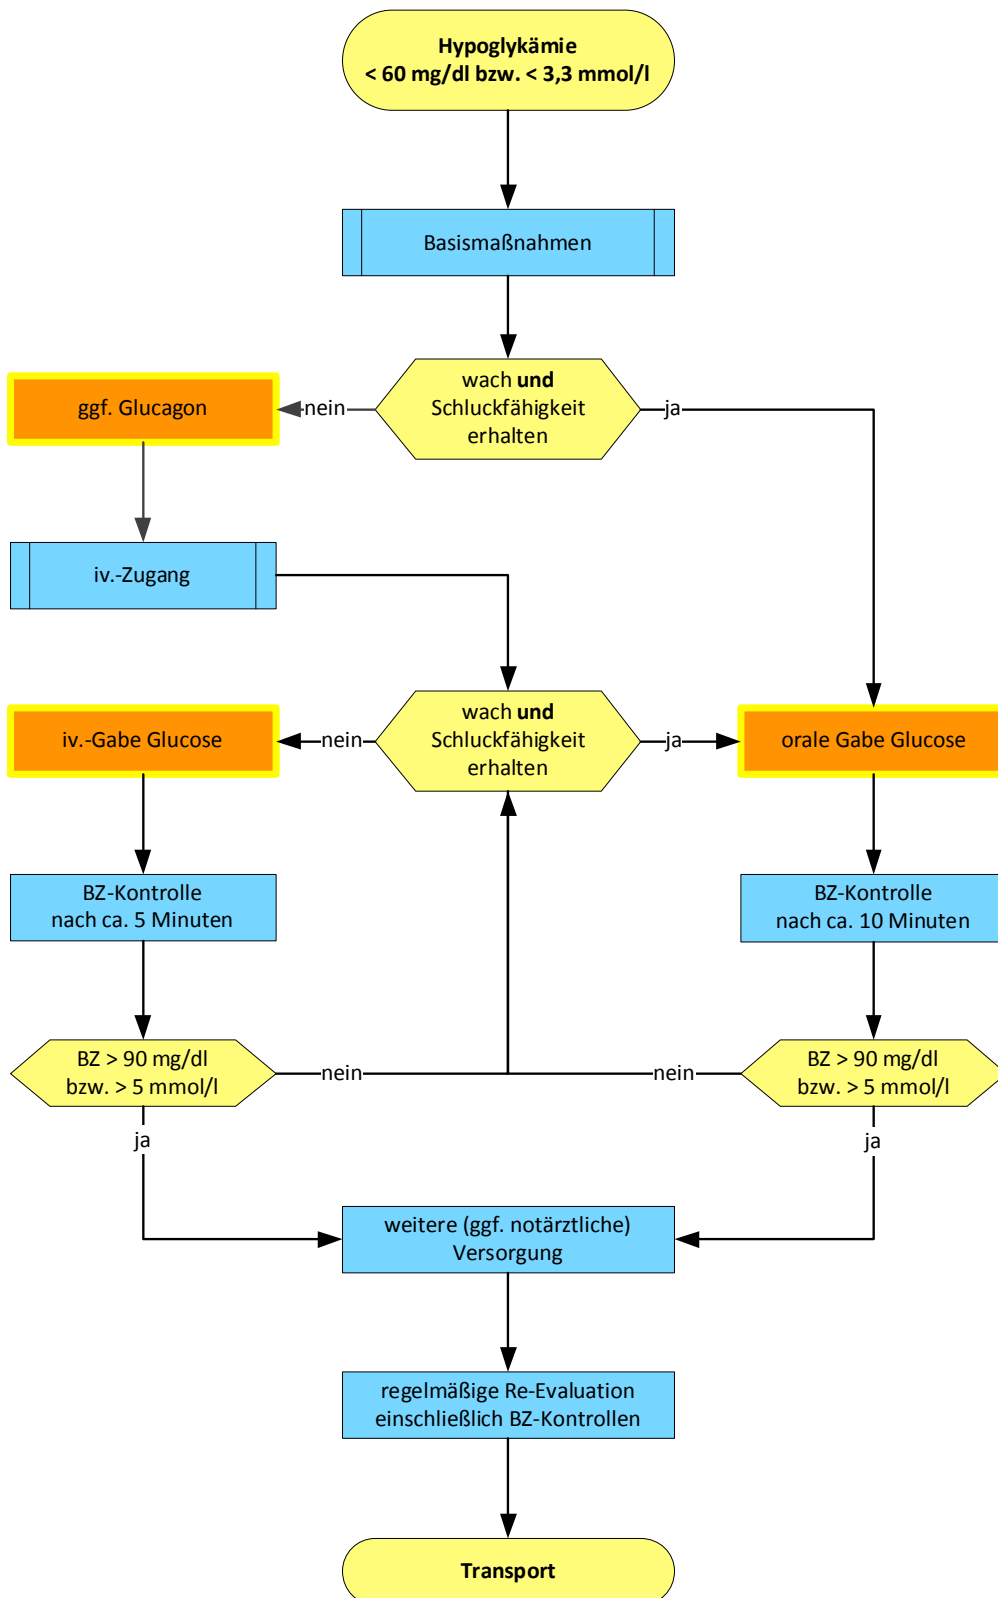 Hypoglykämie
< 60 mg/dl bzw. < 3,3 mmol/l
Basismaßnahmen
wach und
Schluckfähigkeit
erhalten
nein
ja
ggf. Glucagon
iv.-Zugang
wach und
Schluckfähigkeit
erhalten
nein
ja
iv.-Gabe Glucose
orale Gabe Glucose
BZ-Kontrolle
nach ca. 5 Minuten
BZ-Kontrolle
nach ca. 10 Minuten
BZ > 90 mg/dl
bzw. > 5 mmol/l
nein
nein
BZ > 90 mg/dl
bzw. > 5 mmol/l
ja
ja
weitere (ggf. notärztliche)
Versorgung
regelmäßige Re-Evaluation
einschließlich BZ-Kontrollen
Transport